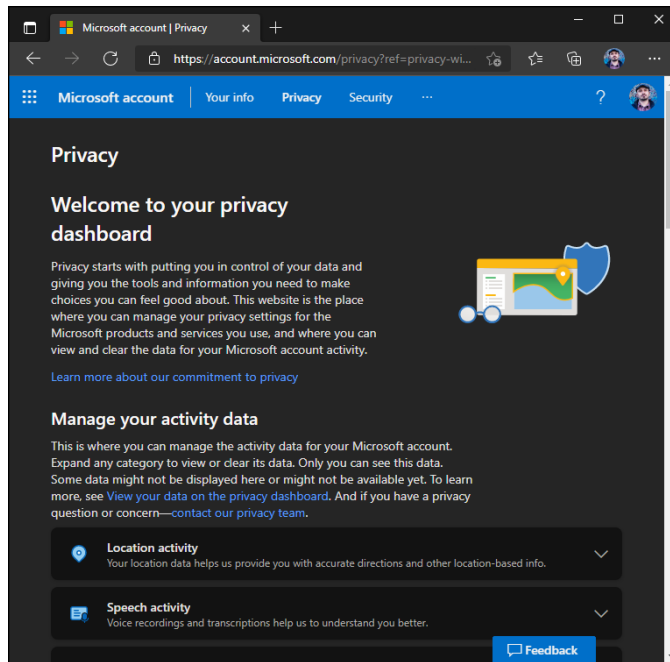 Microsoft account | Privacy
https://account.microsoft.com/privacy?ref=privacy-wi...
Microsoft account
Your info
Privacy
Security
...
?
Privacy
Welcome to your privacy
dashboard
Privacy starts with putting you in control of your data and
giving you the tools and information you need to make
choices you can feel good about. This website is the place
where you can manage your privacy settings for the
Microsoft products and services you use, and where you can
view and clear the data for your Microsoft account activity.
Learn more about our commitment to privacy
Manage your activity data
This is where you can manage the activity data for your Microsoft account.
Expand any category to view or clear its data. Only you can see this data.
Some data might not be displayed here or might not be available yet. To learn
more, see View your data on the privacy dashboard. And if you have a privacy
question or concern—contact our privacy team.
Location activity
Your location data helps us provide you with accurate directions and other location-based info.
Speech activity
Voice recordings and transcriptions help us to understand you better.
Feedback